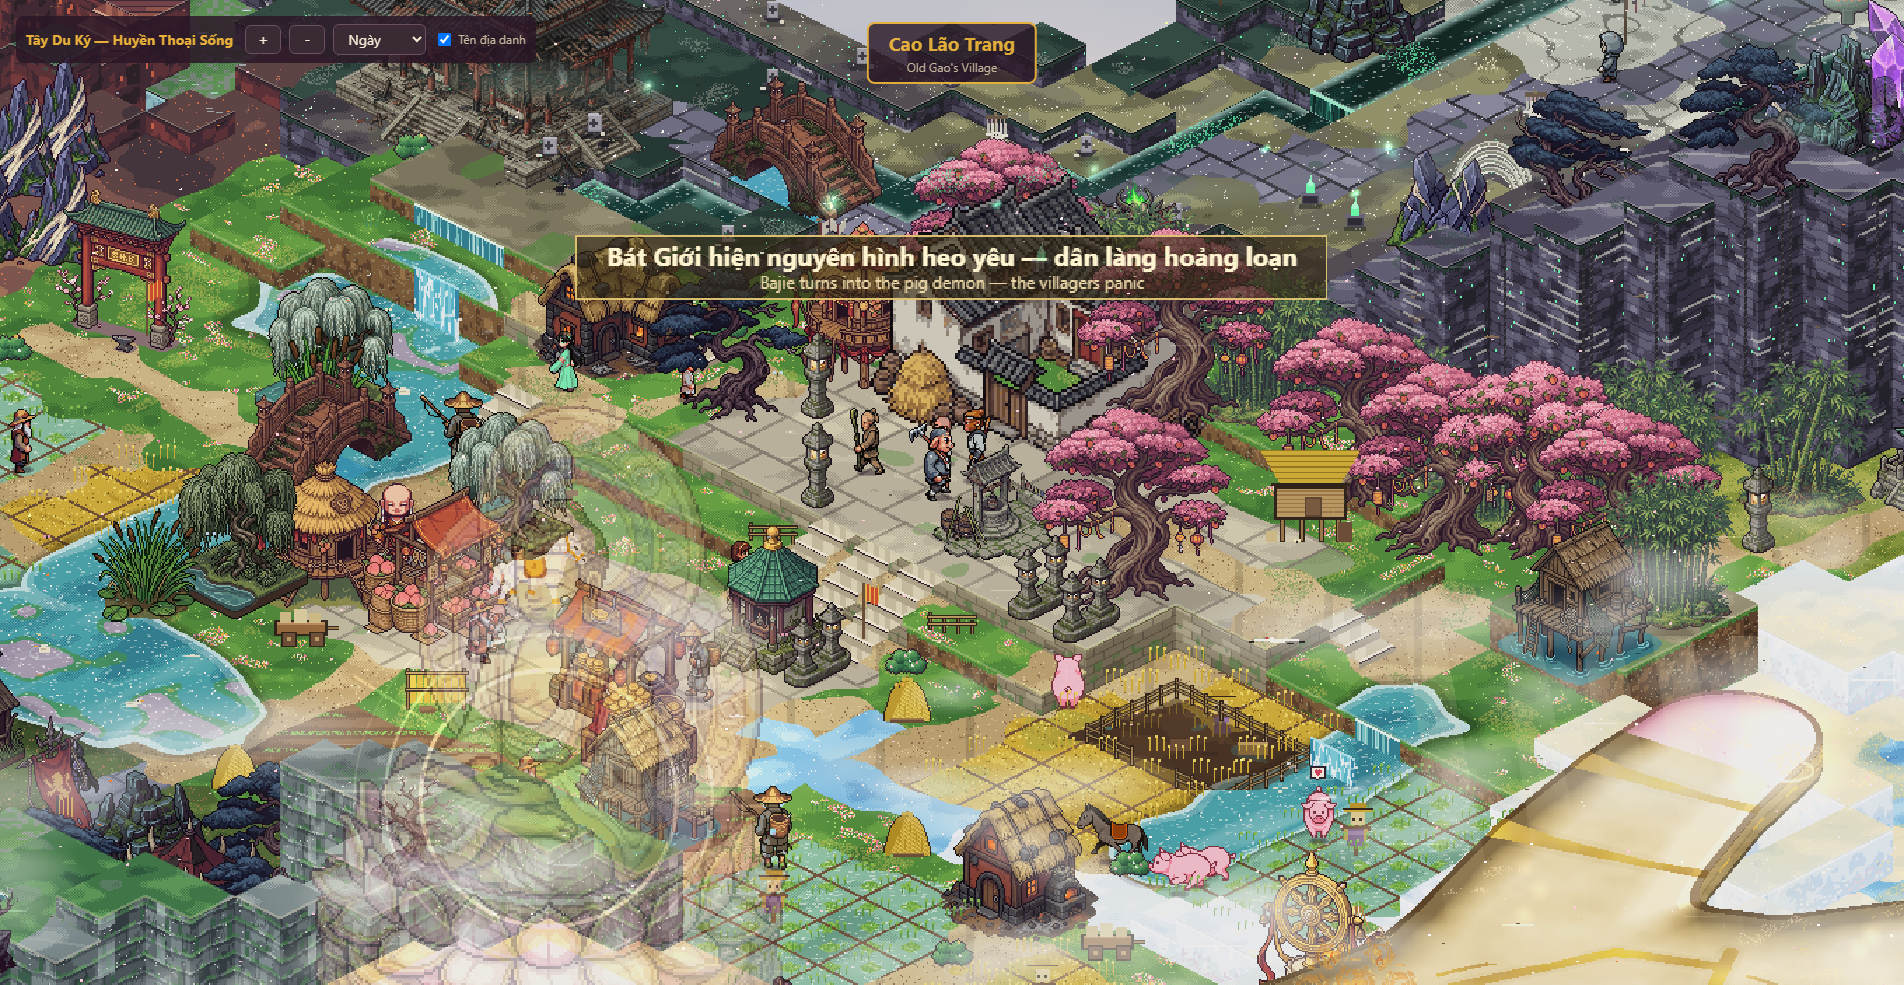 Tây Du Ký — Huyền Thoại Sống
+
-
Ngày
Tên địa danh
Cao Lão Trang
Old Gao's Village
Bát Giới hiện nguyên hình heo yêu — dân làng hoảng loạn
Bajie turns into the pig demon — the villagers panic